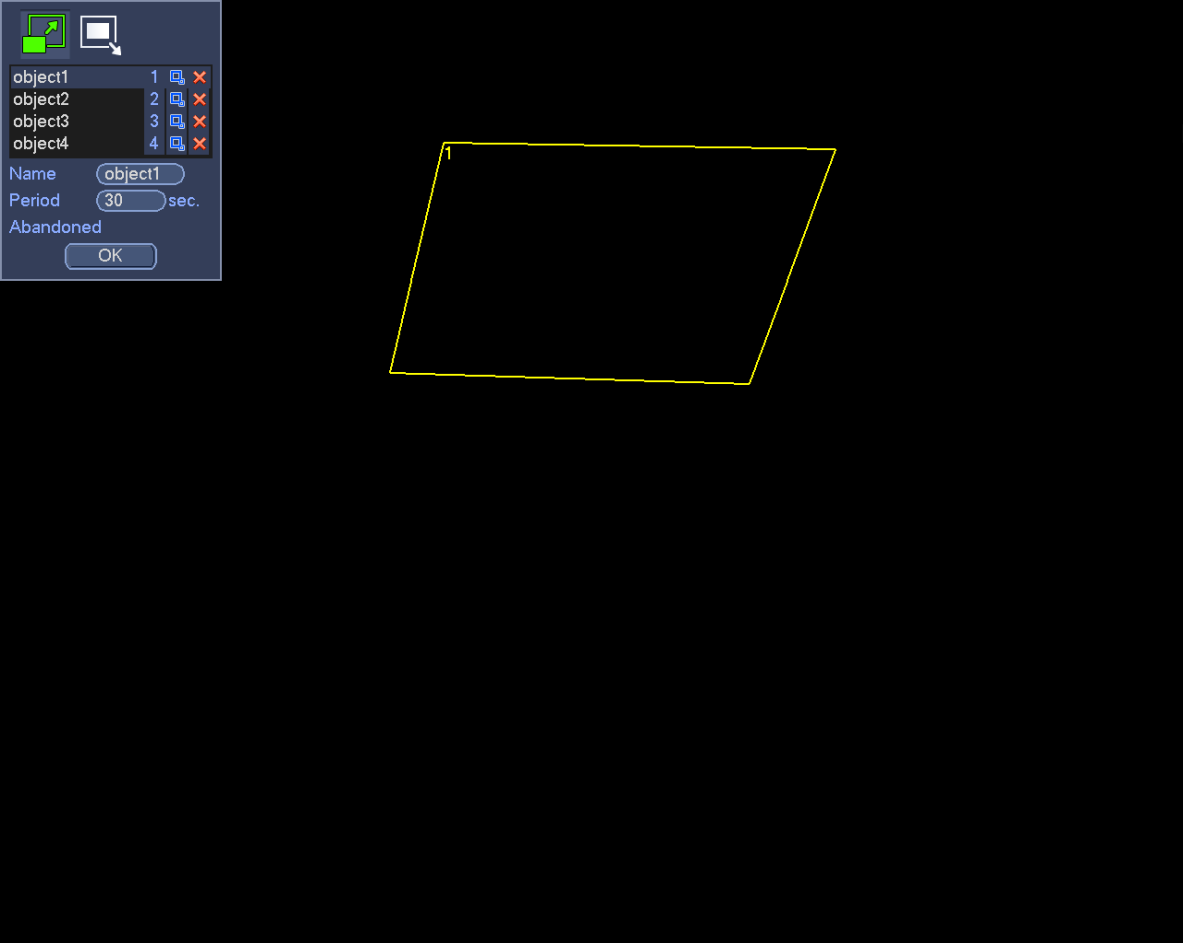 object1 1
object2 2
object3 3
object4 4
Name object1
Period 30 sec.
Abandoned
OK
1